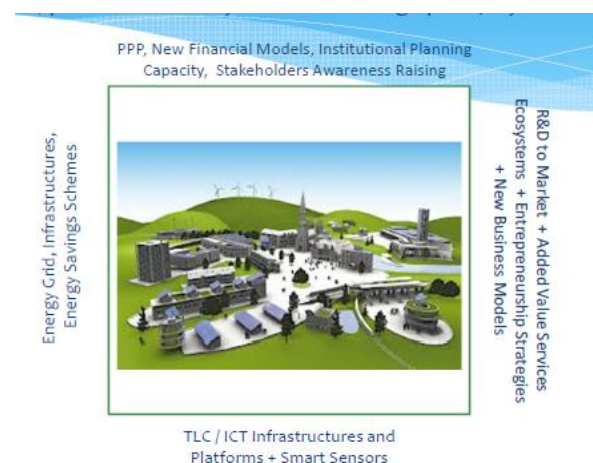 PPP, New Financial Models, Institutional Planning
Capacity, Stakeholders Awareness Raising
Energy Grid, Infrastructures,
Energy Savings Schemes
R&D to Market + Added Value Services
Ecosystems + Entrepreneurship Strategies
+ New Business Models
TLC / ICT Infrastructures and
Platforms + Smart Sensors